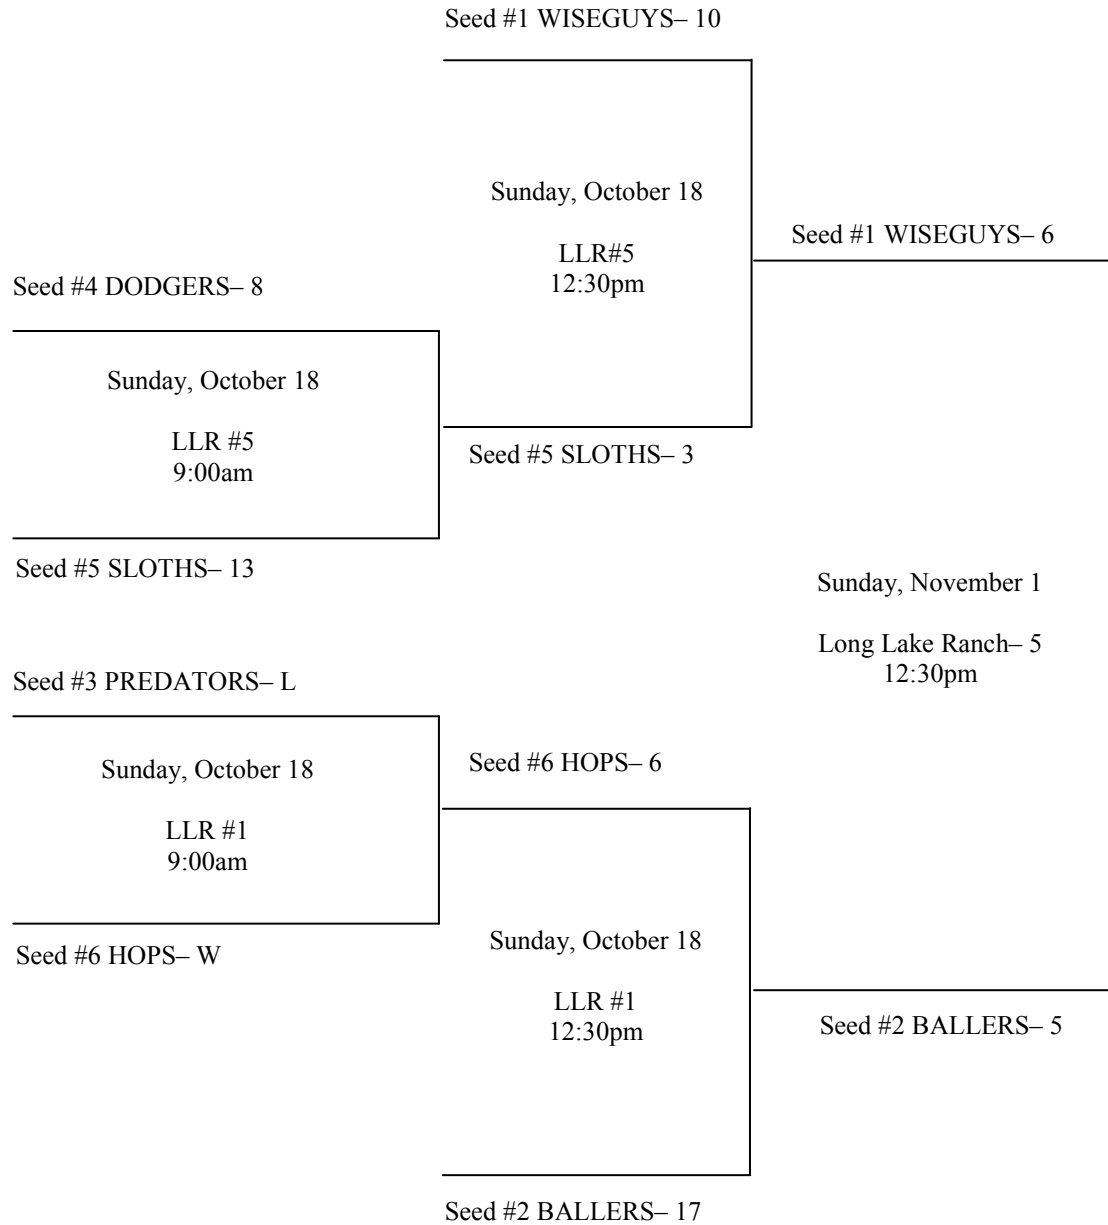 Seed #1 WISEGUYS– 10
Sunday, October 18
LLR#5
12:30pm
Seed #1 WISEGUYS– 6
Seed #4 DODGERS– 8
Sunday, October 18
LLR #5
9:00am
Seed #5 SLOTHS– 3
Seed #5 SLOTHS– 13
Sunday, November 1
Long Lake Ranch– 5
12:30pm
Seed #3 PREDATORS– L
Sunday, October 18
LLR #1
9:00am
Seed #6 HOPS– 6
Seed #6 HOPS– W
Sunday, October 18
LLR #1
12:30pm
Seed #2 BALLERS– 5
Seed #2 BALLERS– 17